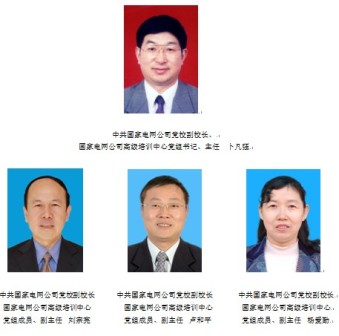 中共国家电网公司党校副校长、
国家电网公司高级培训中心党组书记、主任 卜凡强
中共国家电网公司党校副校长
国家电网公司高级培训中心
党组成员、副主任 刘宗苑
中共国家电网公司党校副校长
国家电网公司高级培训中心
党组成员、副主任 卢和平
中共国家电网公司党校副校长
国家电网公司高级培训中心
党组成员、副主任 杨爱勤